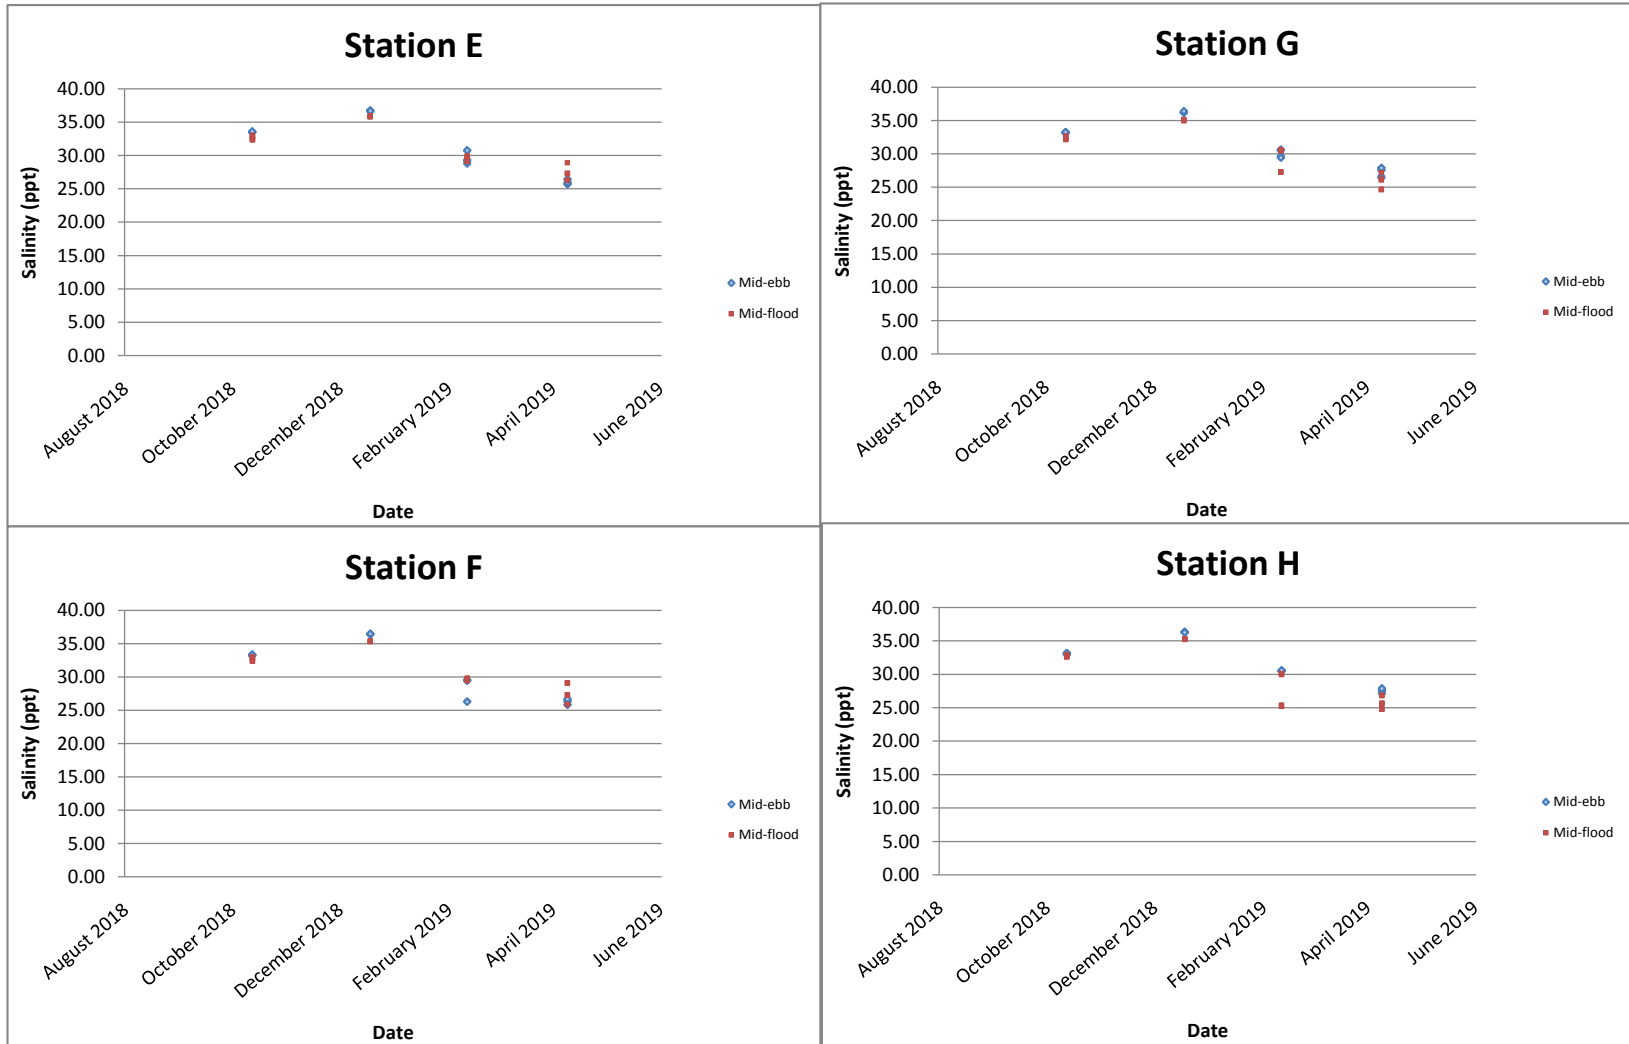 Station E
40.00
35.00
30.00
25.00
20.00
15.00
10.00
5.00
0.00
Salinity (ppt)
August 2018
October 2018
December 2018
February 2019
April 2019
June 2019
Date
Mid-ebb
Mid-flood
Station G
40.00
35.00
30.00
25.00
20.00
15.00
10.00
5.00
0.00
Salinity (ppt)
August 2018
October 2018
December 2018
February 2019
April 2019
June 2019
Date
Mid-ebb
Mid-flood
Station F
40.00
35.00
30.00
25.00
20.00
15.00
10.00
5.00
0.00
Salinity (ppt)
August 2018
October 2018
December 2018
February 2019
April 2019
June 2019
Date
Mid-ebb
Mid-flood
Station H
40.00
35.00
30.00
25.00
20.00
15.00
10.00
5.00
0.00
Salinity (ppt)
August 2018
October 2018
December 2018
February 2019
April 2019
June 2019
Date
Mid-ebb
Mid-flood